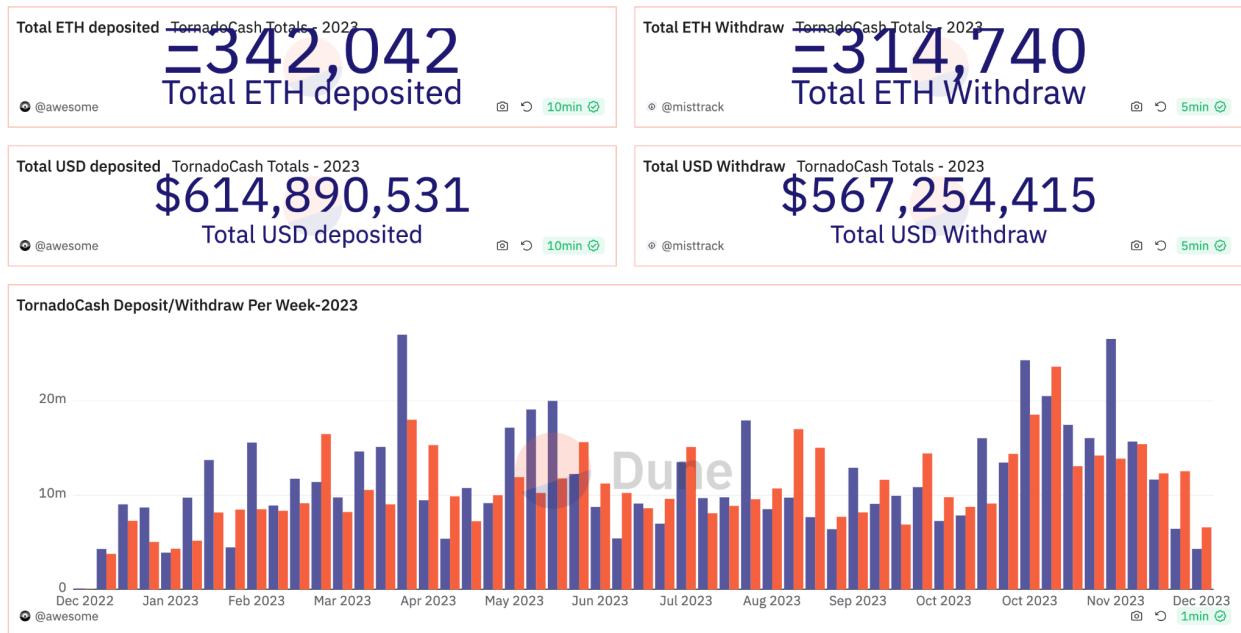 Total ETH deposited TornadoCash Totals - 2023
Ξ342,042
Total ETH deposited
@awesome 10min
Total ETH Withdraw TornadoCash Totals - 2023
Ξ314,740
Total ETH Withdraw
@misttrack 5min
Total USD deposited TornadoCash Totals - 2023
$614,890,531
Total USD deposited
@awesome 10min
Total USD Withdraw TornadoCash Totals - 2023
$567,254,415
Total USD Withdraw
@misttrack 5min
TornadoCash Deposit/Withdraw Per Week-2023
20m
10m
0
Dune
Dec 2022 Jan 2023 Feb 2023 Mar 2023 Apr 2023 May 2023 Jun 2023 Jul 2023 Aug 2023 Sep 2023 Oct 2023 Oct 2023 Nov 2023 Dec 2023
@awesome 1min